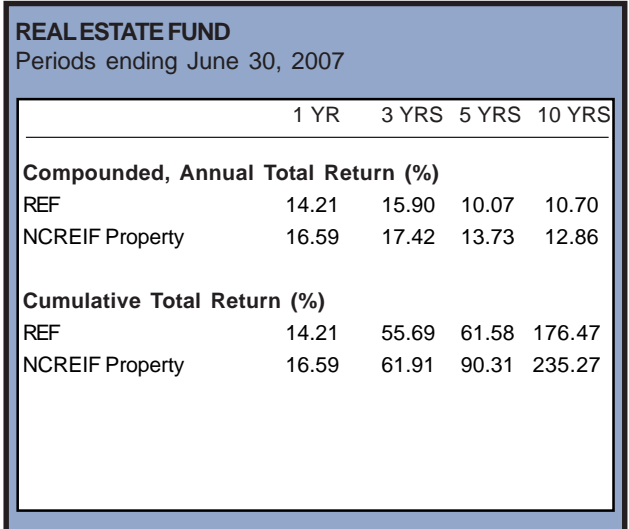 REAL ESTATE FUND
Periods ending June 30, 2007
1 YR 3 YRS 5 YRS 10 YRS
Compounded, Annual Total Return (%)
REF 14.21 15.90 10.07 10.70
NCREIF Property 16.59 17.42 13.73 12.86
Cumulative Total Return (%)
REF 14.21 55.69 61.58 176.47
NCREIF Property 16.59 61.91 90.31 235.27